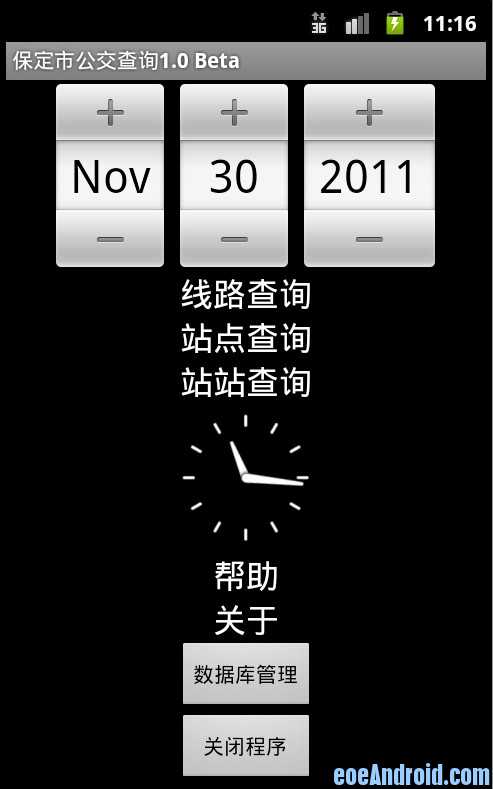 3G 11:16
保定市公交查询1.0 Beta
Nov 30 2011
线路查询
站点查询
站站查询
帮助
关于
数据库管理
关闭程序
eoeAndroid.com